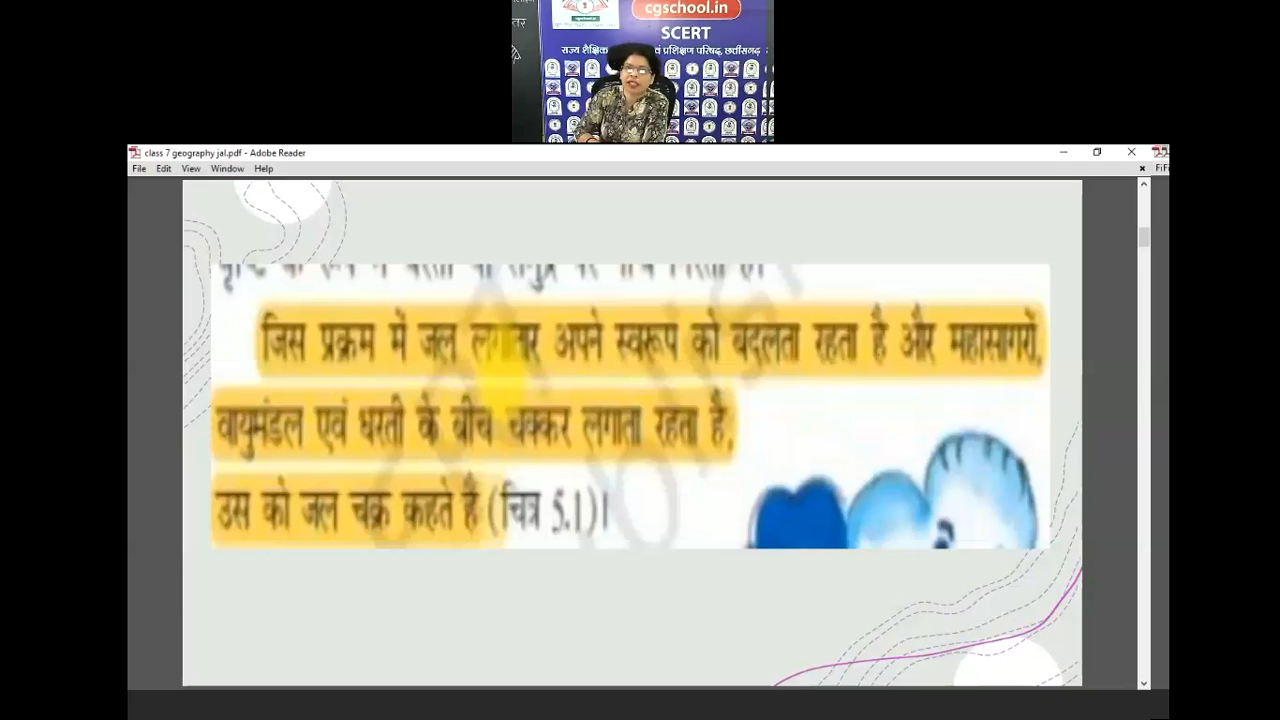 cgschool.in
SCERT
class 7 geography jal.pdf - Adobe Reader
File Edit View Window Help
जिस प्रक्रम में जल लगातार अपने स्वरूप को बदलता रहता है और महासागरों,
वायुमंडल एवं धरती के बीच चक्कर लगाता रहता है,
उस को जल चक्र कहते हैं (चित्र 5.1)।